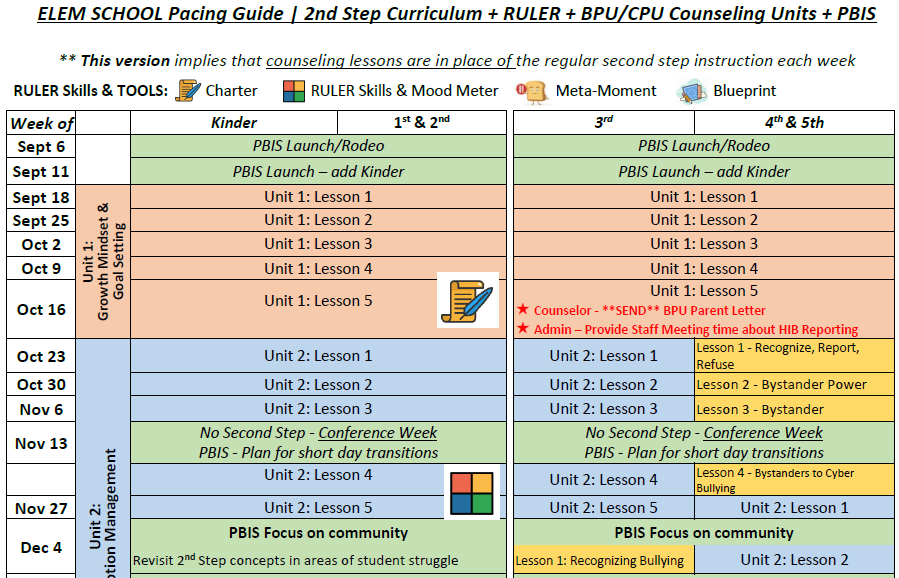 ELEM SCHOOL Pacing Guide | 2nd Step Curriculum + RULER + BPU/CPU Counseling Units + PBIS
** This version implies that counseling lessons are in place of the regular second step instruction each week
RULER Skills & TOOLS: Charter RULER Skills & Mood Meter Meta-Moment Blueprint
Week of Kinder 1st & 2nd 3rd 4th & 5th
Sept 6 PBIS Launch/Rodeo PBIS Launch/Rodeo
Sept 11 PBIS Launch – add Kinder PBIS Launch – add Kinder
Unit 1:
Growth Mindset &
Goal Setting
Sept 18 Unit 1: Lesson 1 Unit 1: Lesson 1
Sept 25 Unit 1: Lesson 2 Unit 1: Lesson 2
Oct 2 Unit 1: Lesson 3 Unit 1: Lesson 3
Oct 9 Unit 1: Lesson 4 Unit 1: Lesson 4
Oct 16 Unit 1: Lesson 5 Unit 1: Lesson 5
★ Counselor - **SEND** BPU Parent Letter
★ Admin – Provide Staff Meeting time about HIB Reporting
Unit 2:
otion Management
Oct 23 Unit 2: Lesson 1 Unit 2: Lesson 1 Lesson 1 - Recognize, Report,
Refuse
Oct 30 Unit 2: Lesson 2 Unit 2: Lesson 2 Lesson 2 - Bystander Power
Nov 6 Unit 2: Lesson 3 Unit 2: Lesson 3 Lesson 3 - Bystander
Nov 13 No Second Step - Conference Week No Second Step - Conference Week
PBIS - Plan for short day transitions PBIS - Plan for short day transitions
Unit 2: Lesson 4 Unit 2: Lesson 4 Lesson 4 - Bystanders to Cyber
Bullying
Nov 27 Unit 2: Lesson 5 Unit 2: Lesson 5 Unit 2: Lesson 1
Dec 4 PBIS Focus on community PBIS Focus on community
Revisit 2nd Step concepts in areas of student struggle Lesson 1: Recognizing Bullying Unit 2: Lesson 2